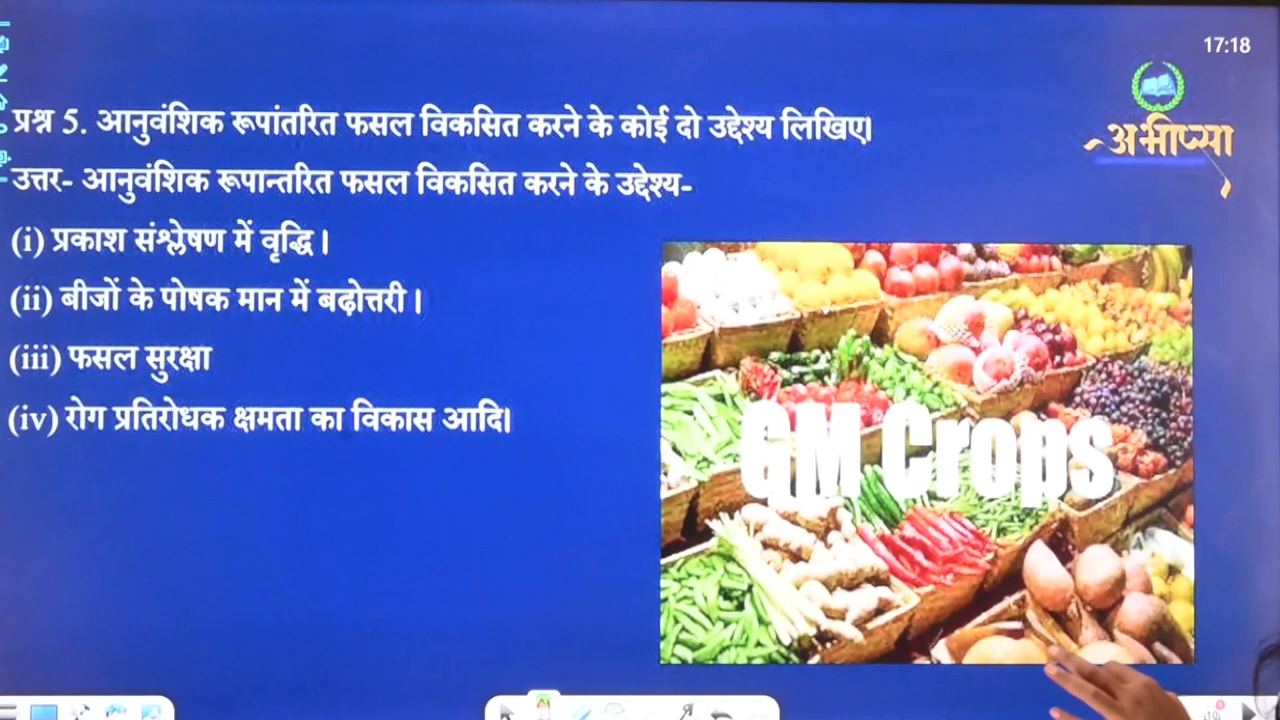 17:18
अभीप्सा
प्रश्न 5. आनुवंशिक रूपांतरित फसल विकसित करने के कोई दो उद्देश्य लिखिए।
उत्तर- आनुवंशिक रूपान्तरित फसल विकसित करने के उद्देश्य-
(i) प्रकाश संश्लेषण में वृद्धि ।
(ii) बीजों के पोषक मान में बढ़ोत्तरी ।
(iii) फसल सुरक्षा
(iv) रोग प्रतिरोधक क्षमता का विकास आदि।
GM Crops